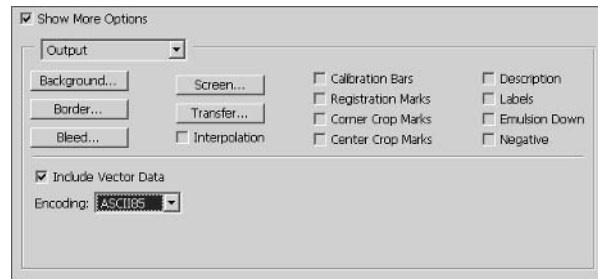 Show More Options
Output
Background...
Border...
Bleed...
Screen...
Transfer...
Interpolation
Calibration Bars
Registration Marks
Corner Crop Marks
Center Crop Marks
Description
Labels
Emulsion Down
Negative
Include Vector Data
Encoding: ASCII85